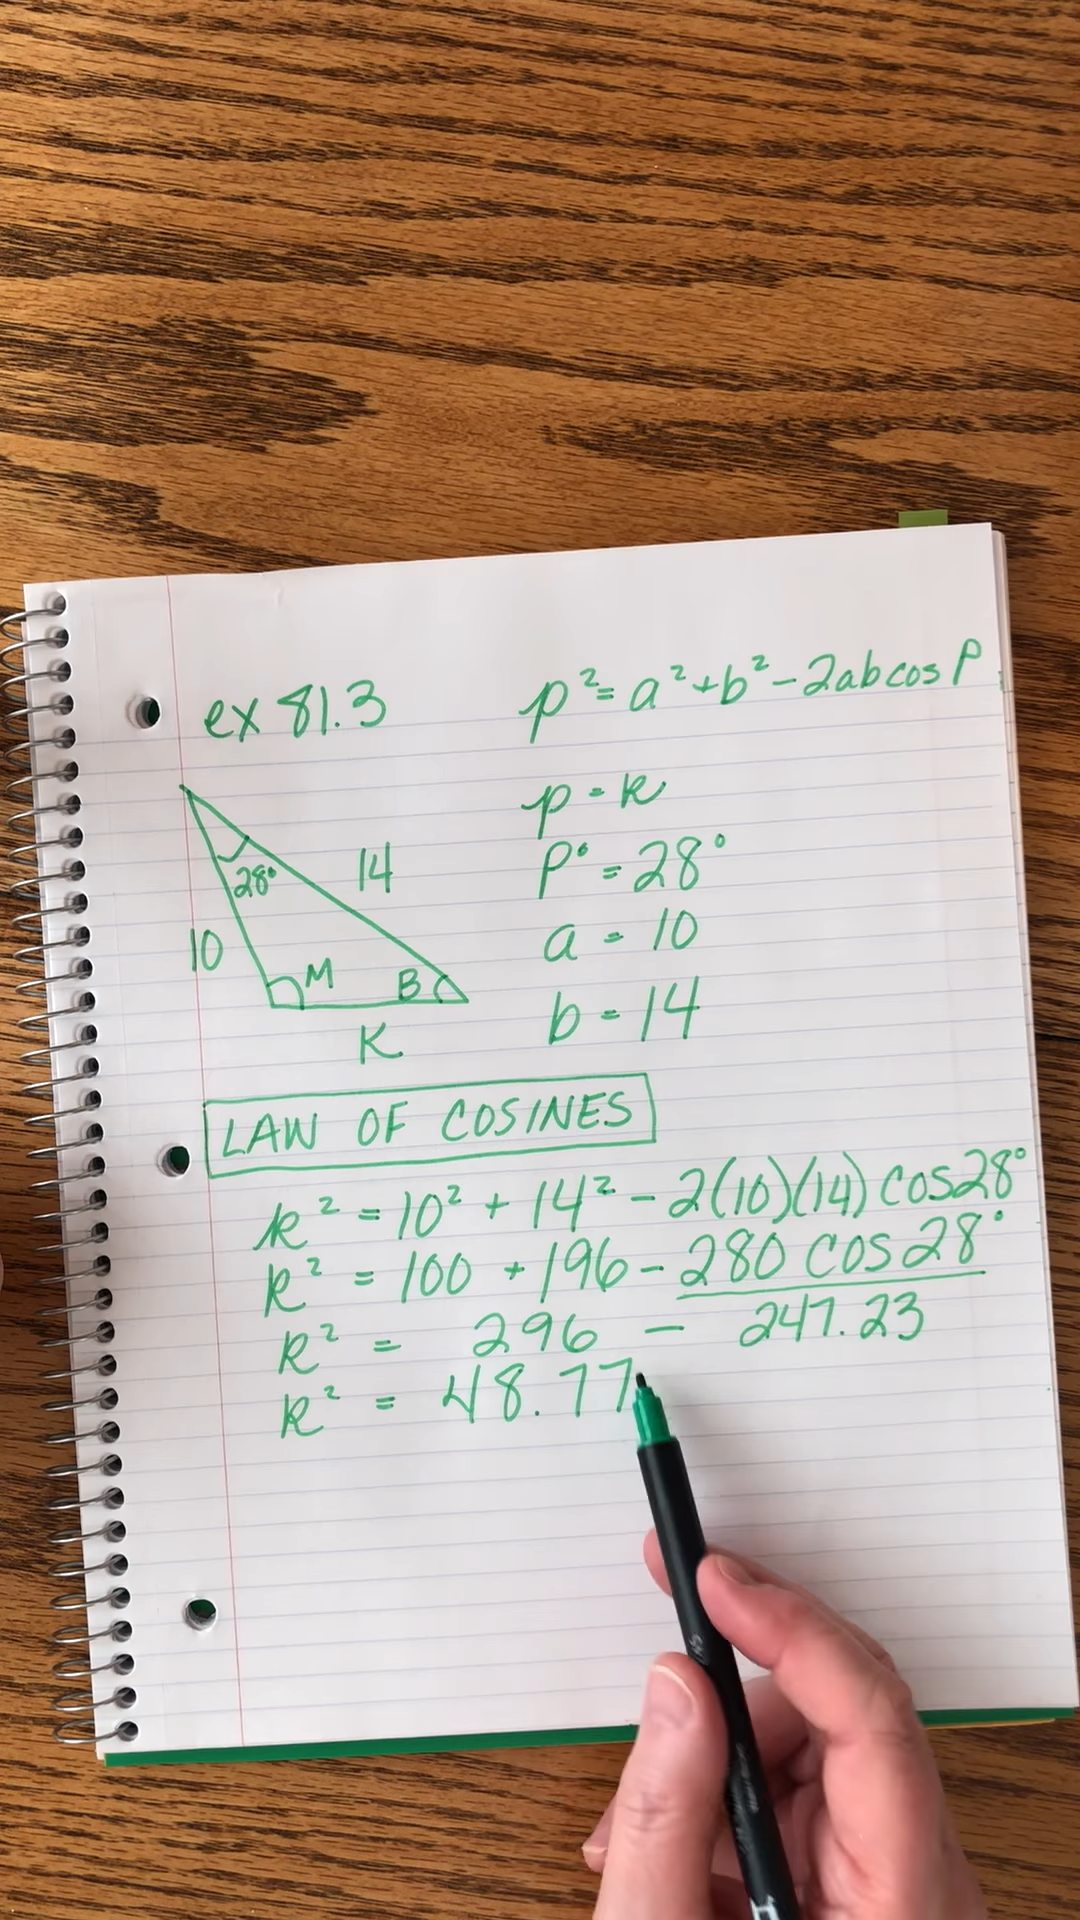 ex 81.3
p² = a² + b² - 2ab cos P
28°
14
10
M
B
K
p = k
P° = 28°
a = 10
b = 14
LAW OF COSINES
k² = 10² + 14² - 2(10)(14) cos 28°
k² = 100 + 196 - 280 cos 28°
k² = 296 - 247.23
k² = 48.77